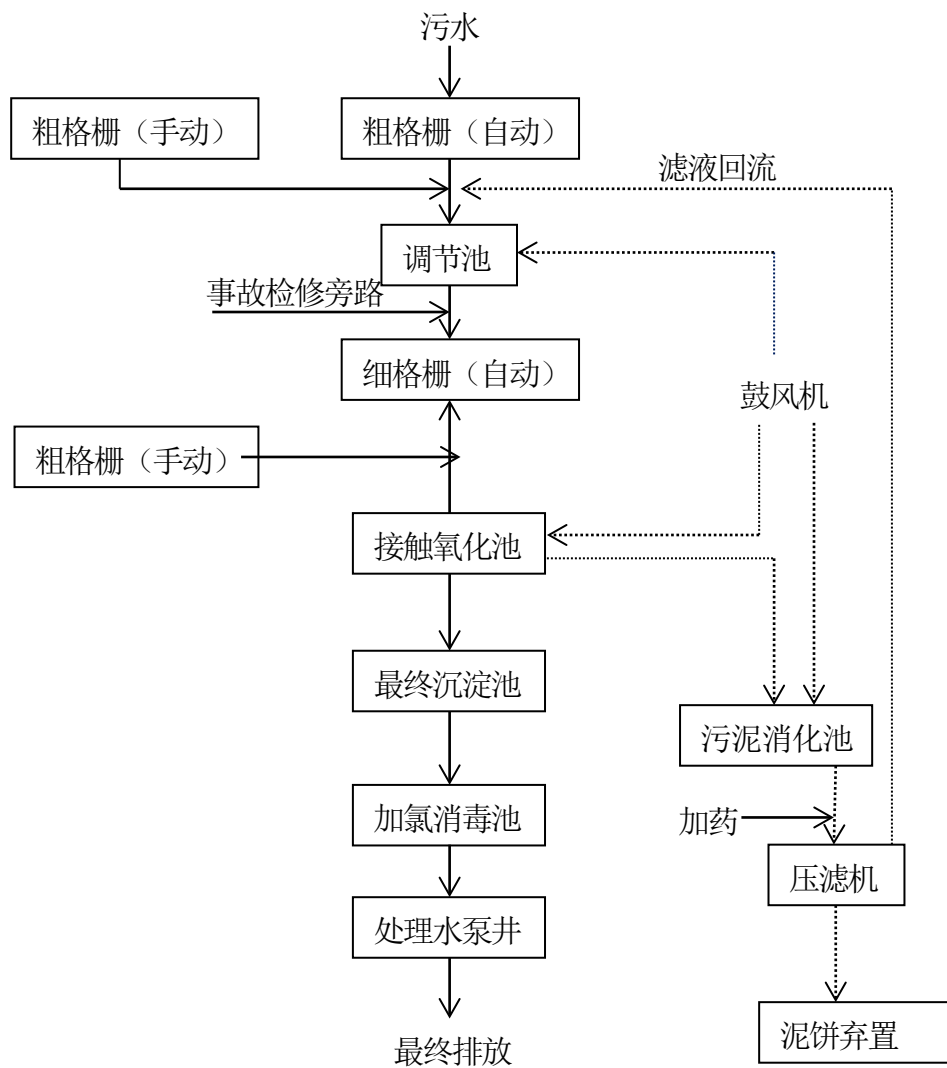 污水
粗格栅（手动）
粗格栅（自动）
滤液回流
调节池
事故检修旁路
细格栅（自动）
鼓风机
粗格栅（手动）
接触氧化池
最终沉淀池
污泥消化池
加氯消毒池
加药
压滤机
处理水泵井
泥饼弃置
最终排放